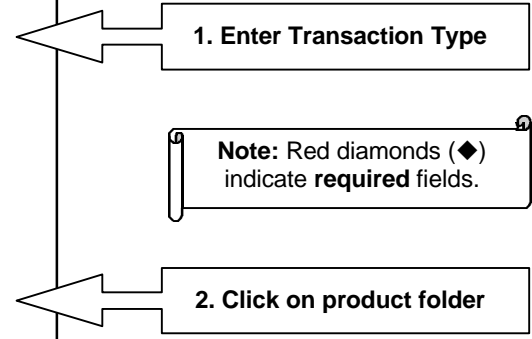 1. Enter Transaction Type
Note: Red diamonds (◆)
indicate required fields.
2. Click on product folder